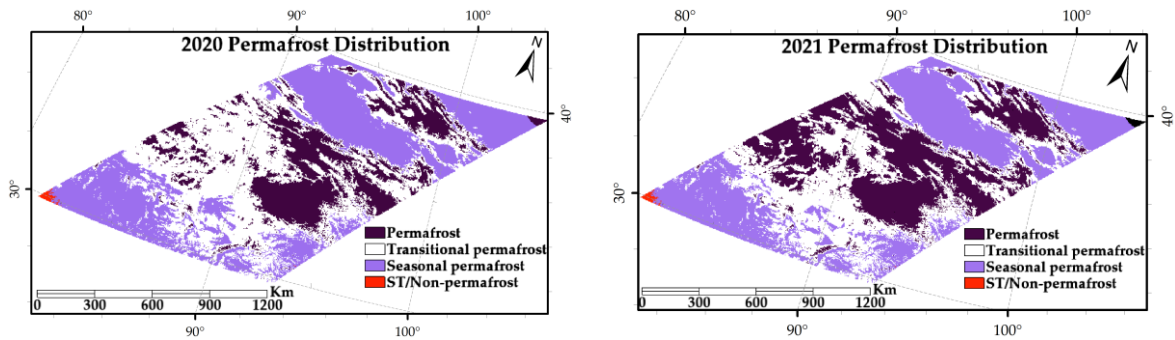 80°
90°
100°
2020 Permafrost Distribution
N
40°
30°
Permafrost
Transitional permafrost
Seasonal permafrost
ST/Non-permafrost
Km
0 300 600 900 1200
90°
100°
80°
90°
100°
2021 Permafrost Distribution
N
40°
30°
Permafrost
Transitional permafrost
Seasonal permafrost
ST/Non-permafrost
Km
0 300 600 900 1200
90°
100°